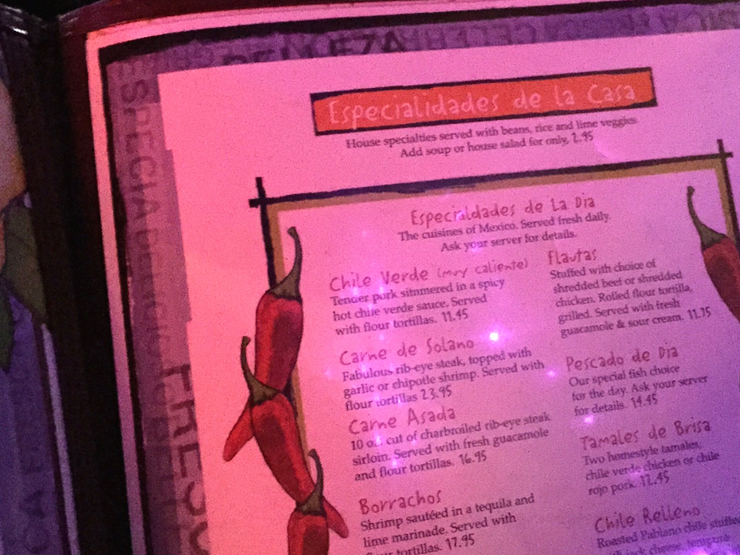 Especialidades de la Casa
House specialties served with beans, rice and lime veggies.
Add soup or house salad for only, 2.95
Especialdades de La Dia
The cuisines of Mexico. Served fresh daily.
Ask your server for details.
Chile Verde (muy caliente)
Tender pork simmered in a spicy
hot chile verde sauce. Served
with flour tortillas. 11.45
Carne de Solano
Fabulous rib-eye steak, topped with
garlic or chipotle shrimp. Served with
flour tortillas 23.95
Carne Asada
10 oz. cut of charbroiled rib-eye steak
sirloin. Served with fresh guacamole
and flour tortillas. 16.95
Borrachos
Shrimp sautéed in a tequila and
lime marinade. Served with
flour tortillas. 17.95
Flautas
Stuffed with choice of
shredded beef or shredded
chicken. Rolled flour tortilla,
grilled. Served with fresh
guacamole & sour cream. 11.75
Pescado de Dia
Our special fish choice
for the day. Ask your server
for details. 14.45
Tamales de Brisa
Two homestyle tamales,
chile verde chicken or chile
rojo pork. 12.45
Chile Relleno
Roasted Pablano chile stuffed